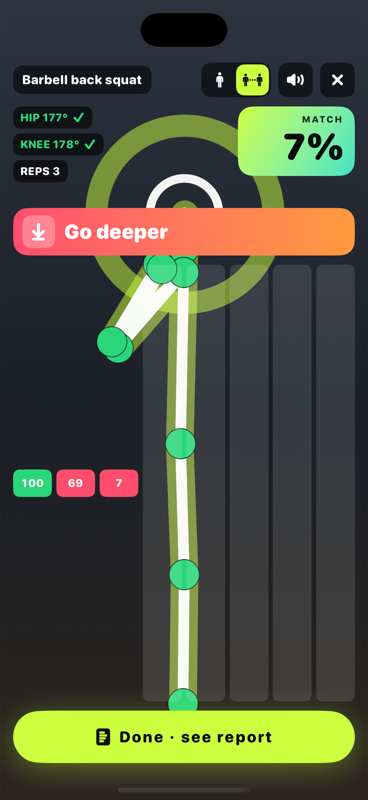 Barbell back squat
HIP 177°
KNEE 178°
REPS 3
MATCH
7%
Go deeper
100 69 7
Done · see report